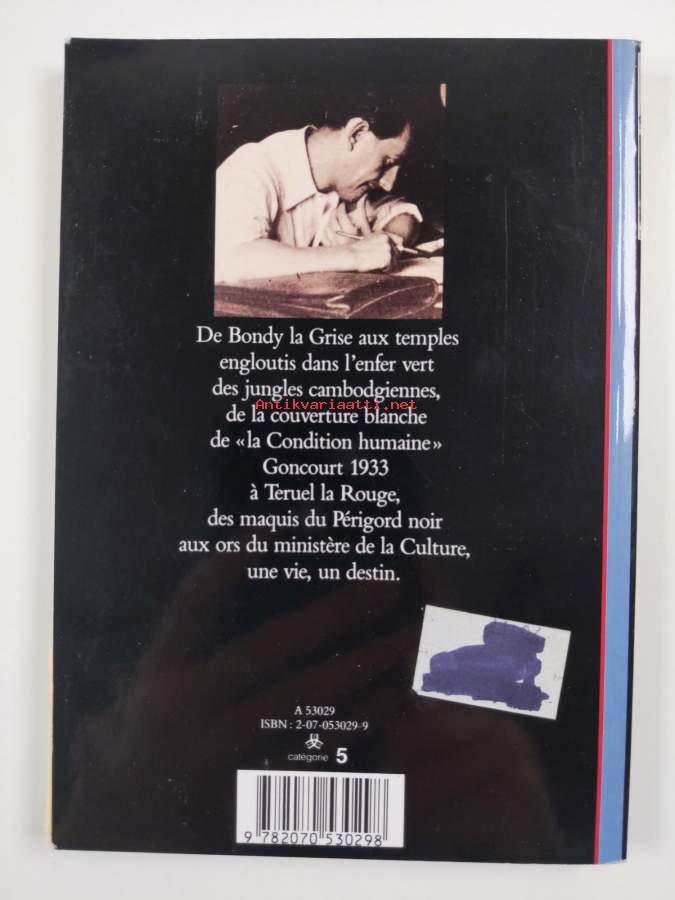 De Bondy la Grise aux temples
engloutis dans l'enfer vert
des jungles cambodgiennes,
Antikvariaatti.net
de la couverture blanche
de «la Condition humaine»
Goncourt 1933
à Teruel la Rouge,
des maquis du Périgord noir
aux ors du ministère de la Culture,
une vie, un destin.
A 53029
ISBN : 2-07-053029-9
catégorie 5
9 782070 530298